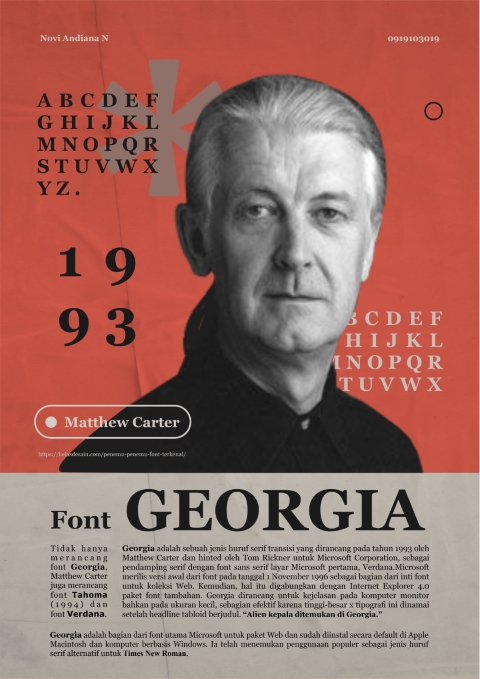 Novi Andiana N
0919103019
A B C D E F
G H I J K L
M N O P Q R
S T U V W X
Y Z .
1 9
9 3
B C D E F
H I J K L
M N O P Q R
T U V W X
Matthew Carter
https://kelasdesain.com/penemu-penemu-font-terkenal/
Font GEORGIA
Tidak hanya
merancang
font Georgia,
Matthew Carter
juga merancang
font Tahoma
(1994) dan
font Verdana.
Georgia adalah sebuah jenis huruf serif transisi yang dirancang pada tahun 1993 oleh
Matthew Carter dan hinted oleh Tom Rickner untuk Microsoft Corporation, sebagai
pendamping serif dengan font sans serif layar Microsoft pertama, Verdana.Microsoft
merilis versi awal dari font pada tanggal 1 November 1996 sebagai bagian dari inti font
untuk koleksi Web. Kemudian, hal itu digabungkan dengan Internet Explorer 4.0
paket font tambahan. Georgia dirancang untuk kejelasan pada komputer monitor
bahkan pada ukuran kecil, sebagian efektif karena tinggi-besar x tipografi ini dinamai
setelah headline tabloid berjudul. “Alien kepala ditemukan di Georgia.”
Georgia adalah bagian dari font utama Microsoft untuk paket Web dan sudah diinstal secara default di Apple
Macintosh dan komputer berbasis Windows. Ia telah menemukan penggunaan populer sebagai jenis huruf
serif alternatif untuk Times New Roman.